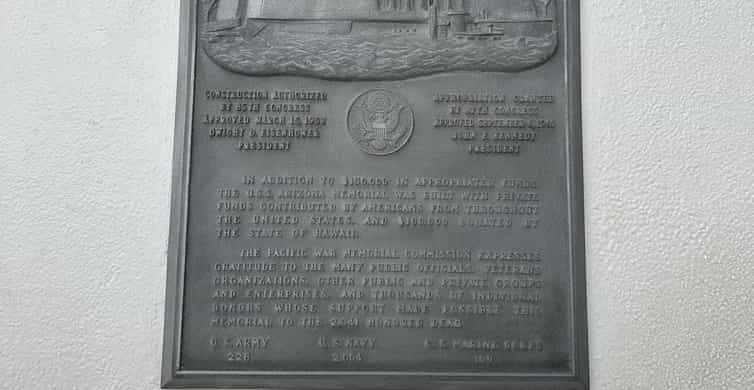 CONSTRUCTION AUTHORIZED
BY 85TH CONGRESS
APPROVED MARCH 15, 1958
DWIGHT D. EISENHOWER
PRESIDENT
APPROPRIATION GRANTED
BY 87TH CONGRESS
APPROVED SEPTEMBER
JOHN F. KENNEDY
PRESIDENT
IN ADDITION TO $150,000 IN APPROPRIATED FUNDS,
THE U.S.S. ARIZONA MEMORIAL WAS BUILT WITH PRIVATE
FUNDS CONTRIBUTED BY AMERICANS FROM THROUGHOUT
THE UNITED STATES, AND $100,000 DONATED BY
THE STATE OF HAWAII.
THE PACIFIC WAR MEMORIAL COMMISSION EXPRESSES
GRATITUDE TO THE MANY PUBLIC OFFICIALS, VETERANS
ORGANIZATIONS, OTHER PUBLIC AND PRIVATE GROUPS
AND ENTERPRISES, AND THOUSANDS OF INDIVIDUAL
DONORS WHOSE SUPPORT MADE POSSIBLE THIS
MEMORIAL TO THE HONORED DEAD
U.S. ARMY
228
U.S. NAVY
2,004
U.S. MARINE CORPS